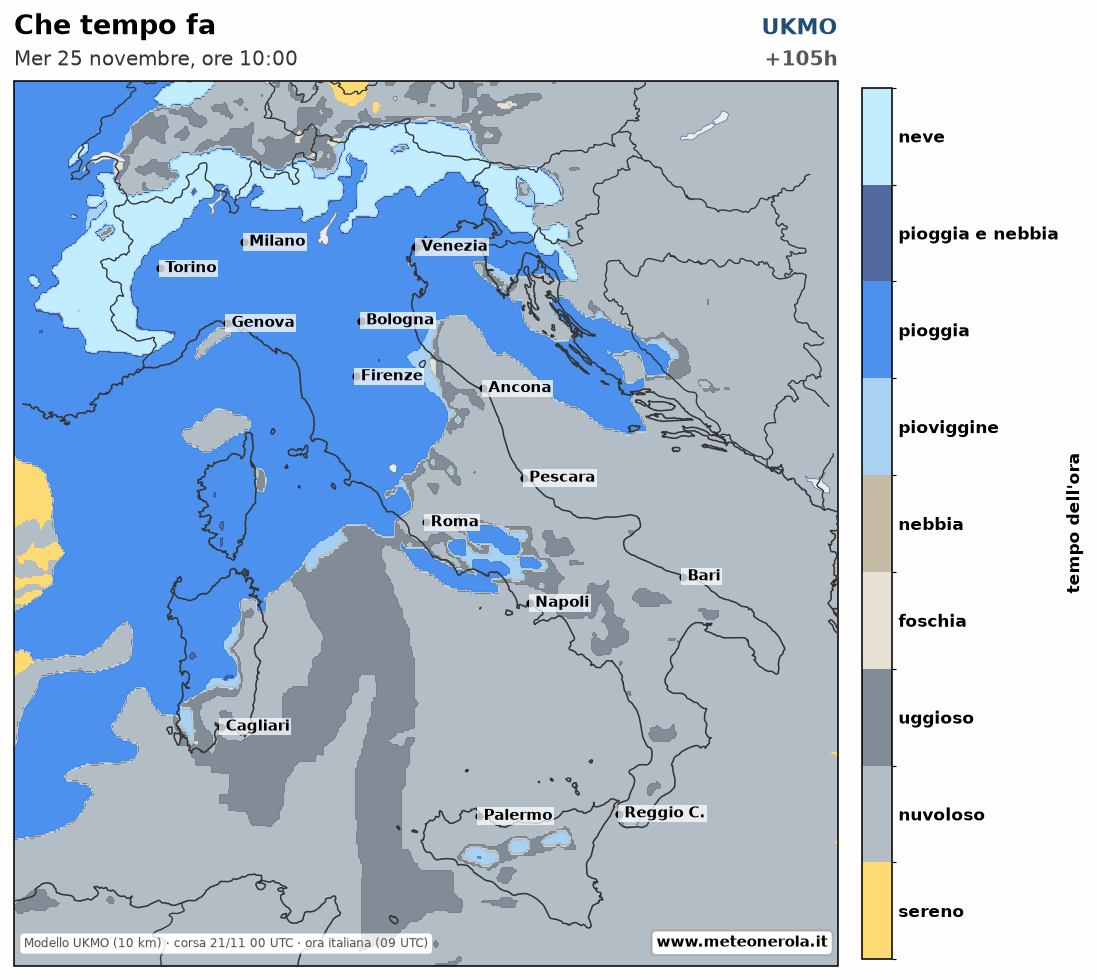 Che tempo fa
UKMO
Mer 25 novembre, ore 10:00
+105h
neve
pioggia e nebbia
pioggia
pioviggine
nebbia
foschia
uggioso
nuvoloso
sereno
tempo dell'ora
Milano
Venezia
Torino
Genova
Bologna
Firenze
Ancona
Pescara
Roma
Bari
Napoli
Cagliari
Palermo
Reggio C.
Modello UKMO (10 km) · corsa 21/11 00 UTC · ora italiana (09 UTC)
www.meteonerola.it